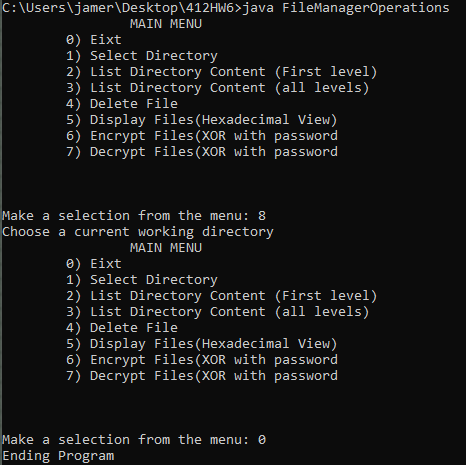 C:\Users\jamer\Desktop\412HW6>java FileManagerOperations
MAIN MENU
0) Eixt
1) Select Directory
2) List Directory Content (First level)
3) List Directory Content (all levels)
4) Delete File
5) Display Files(Hexadecimal View)
6) Encrypt Files(XOR with password
7) Decrypt Files(XOR with password
Make a selection from the menu: 8
Choose a current working directory
MAIN MENU
0) Eixt
1) Select Directory
2) List Directory Content (First level)
3) List Directory Content (all levels)
4) Delete File
5) Display Files(Hexadecimal View)
6) Encrypt Files(XOR with password
7) Decrypt Files(XOR with password
Make a selection from the menu: 0
Ending Program